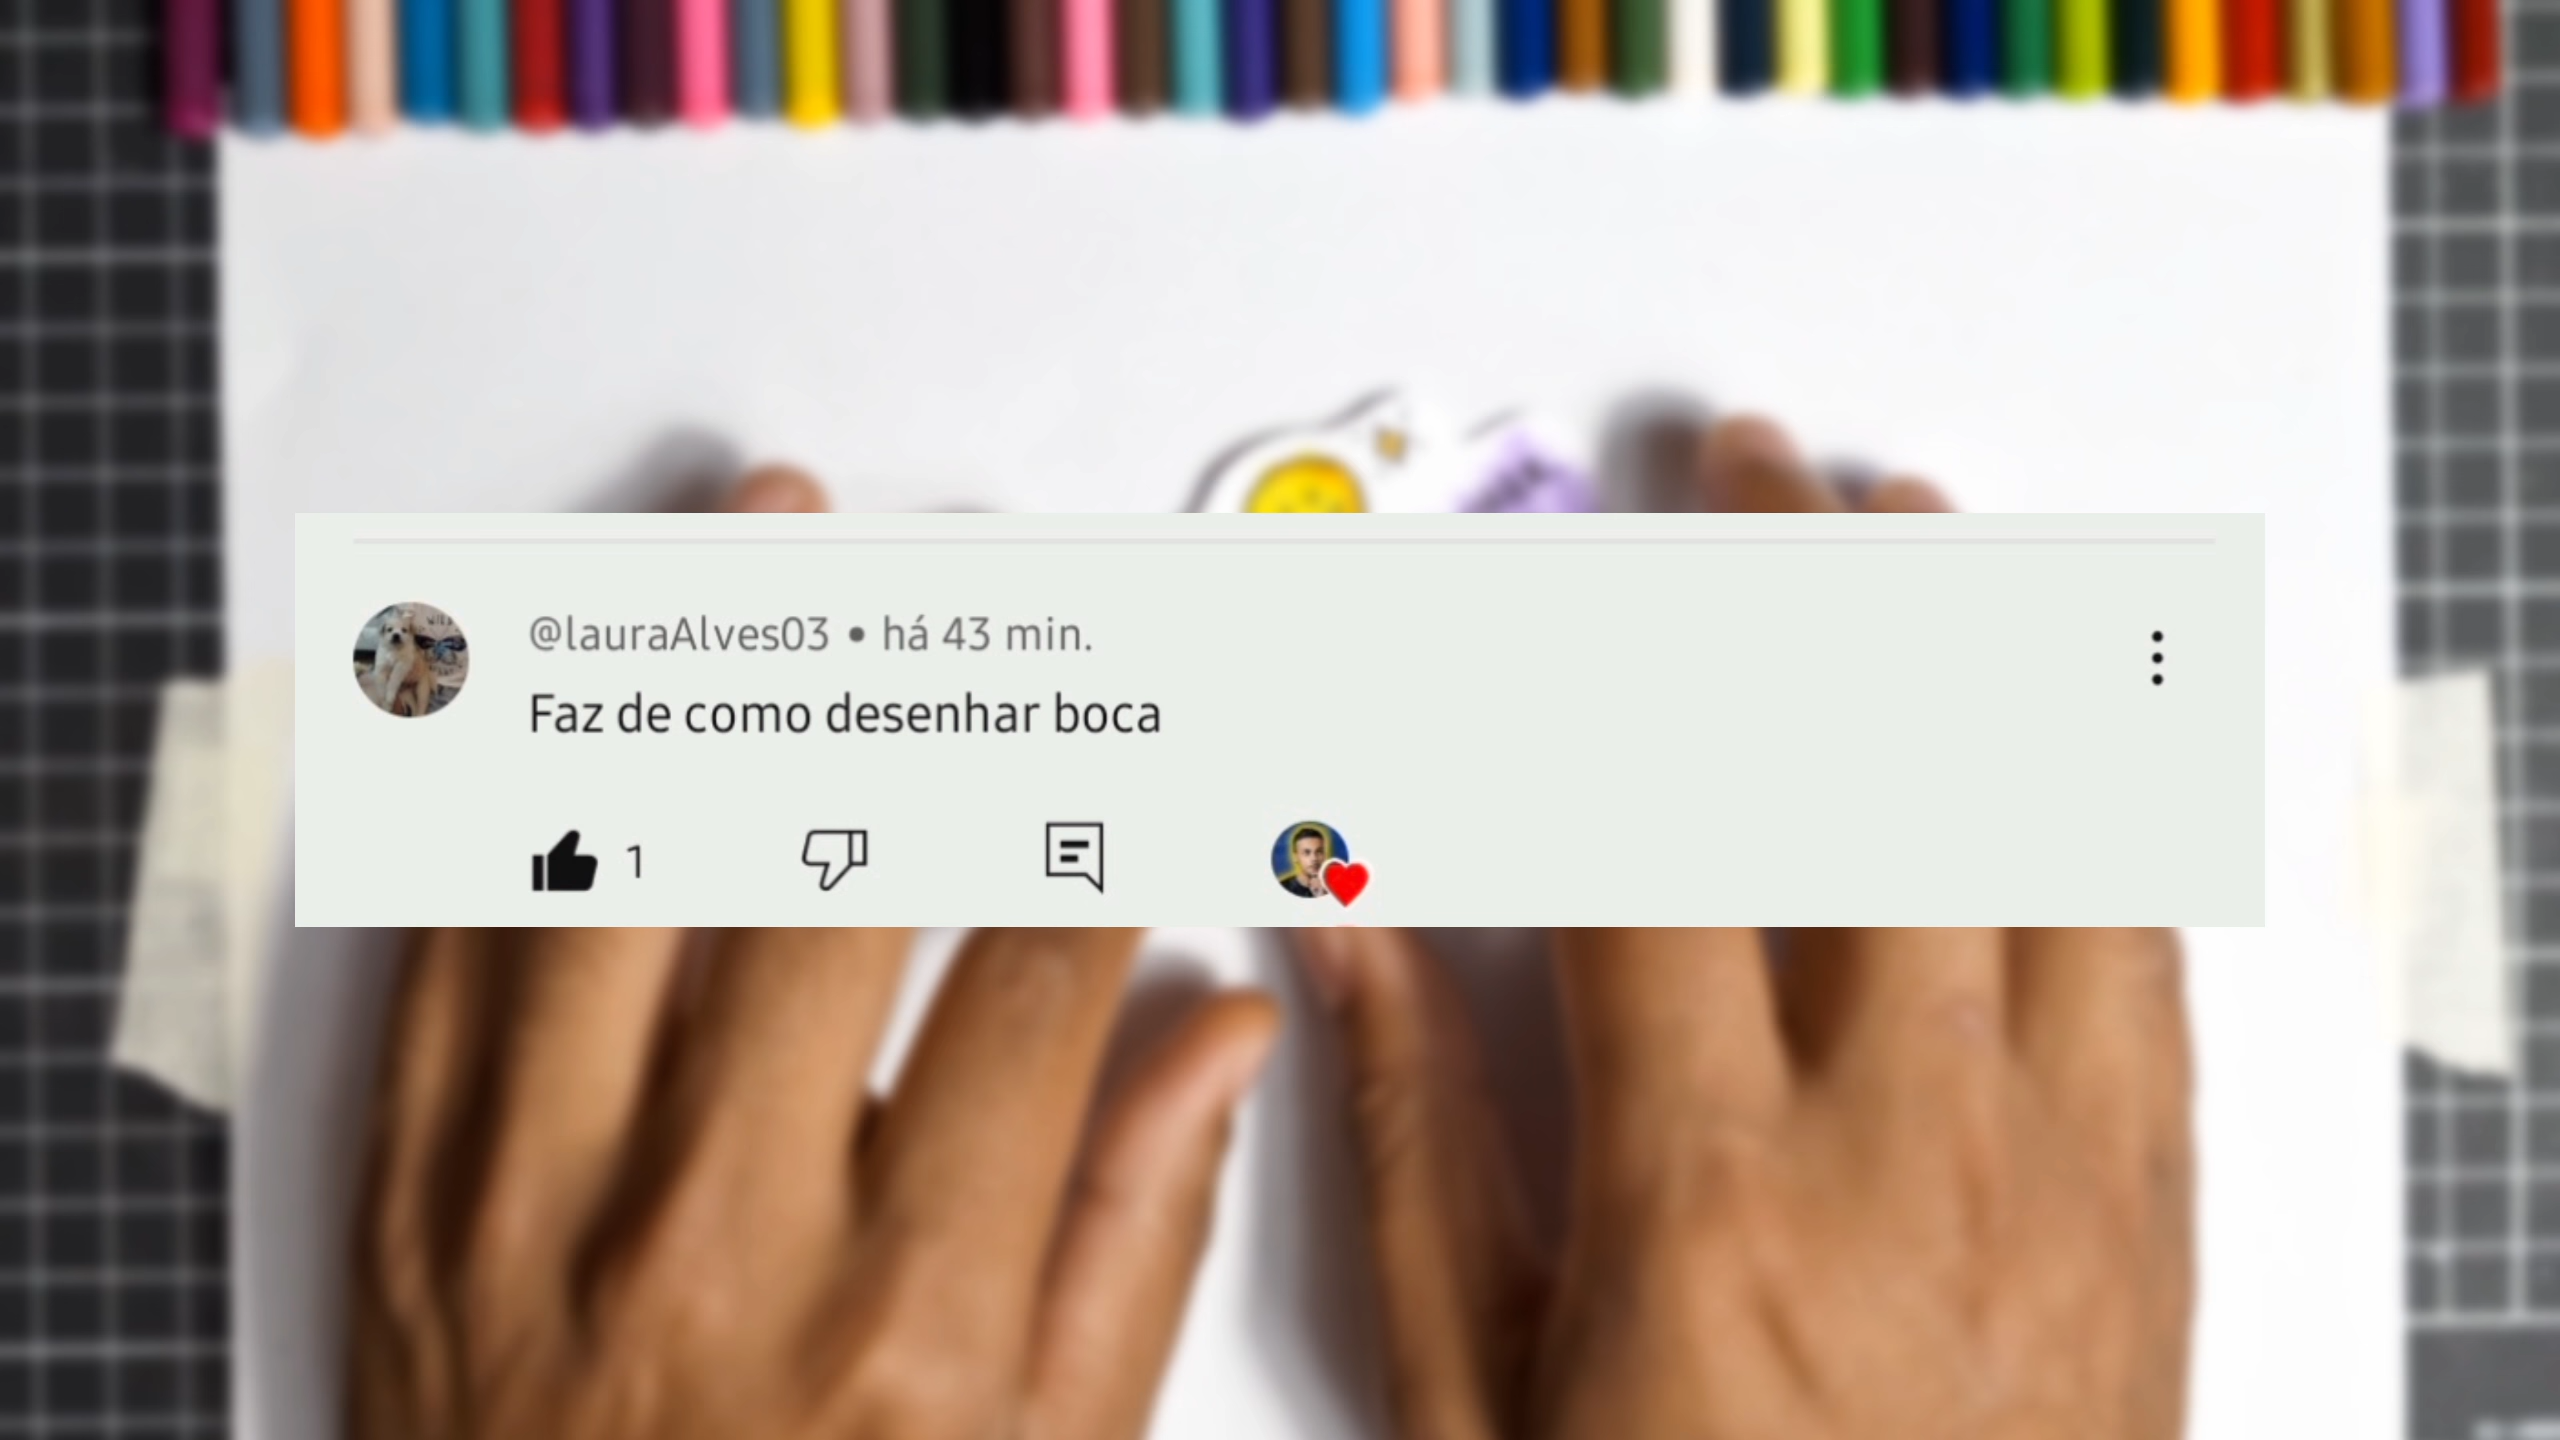 @lauraAlves03 • há 43 min.
Faz de como desenhar boca
1